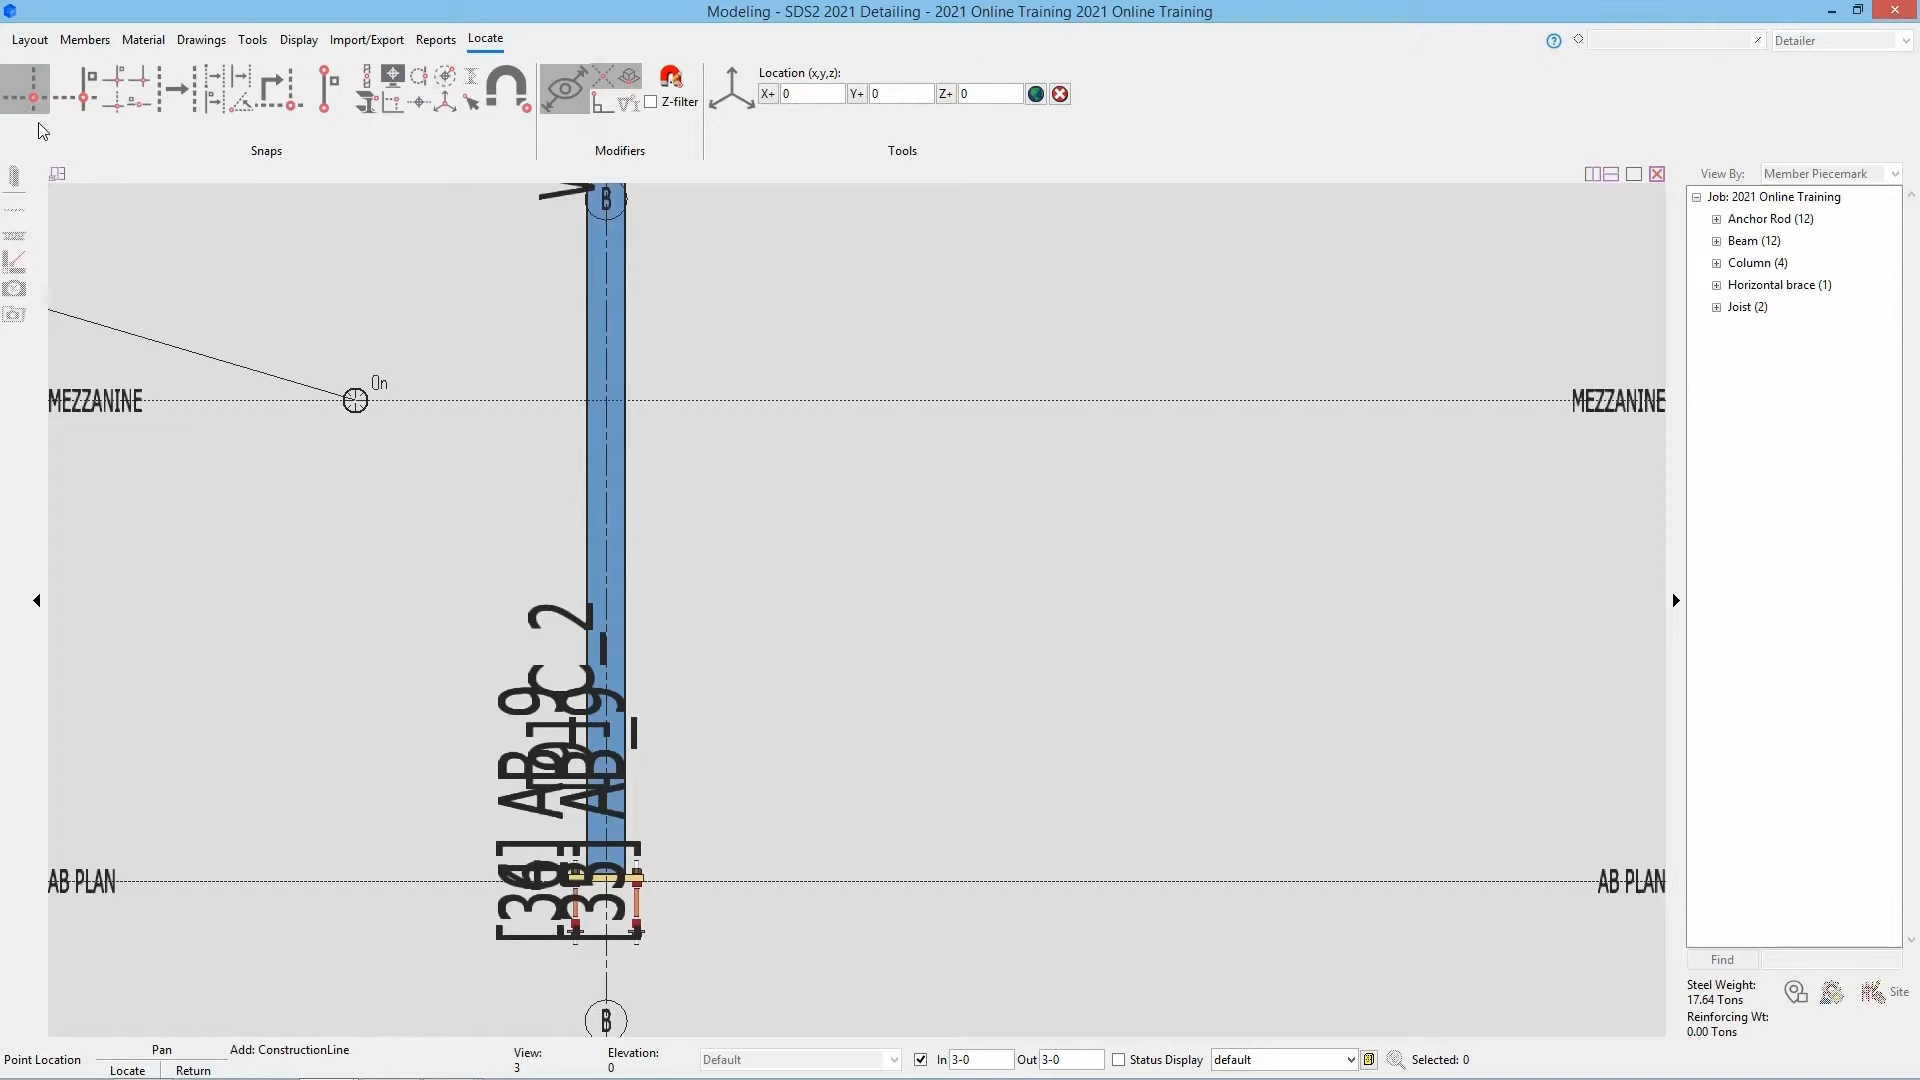 Modeling - SDS2 2021 Detailing - 2021 Online Training 2021 Online Training
Layout Members Material Drawings Tools Display Import/Export Reports Locate
Detailer
Location (x,y,z):
X+ 0 Y+ 0 Z+ 0
Z-filter
Snaps Modifiers Tools
View By: Member Piecemark
Job: 2021 Online Training
Anchor Rod (12)
Beam (12)
Column (4)
Horizontal brace (1)
Joist (2)
B
On
MEZZANINE MEZZANINE
AB PLAN AB PLAN
B
Find
Steel Weight:
17.64 Tons
Reinforcing Wt:
0.00 Tons
Site
Point Location
Pan
Locate Return
Add: ConstructionLine
View:
3
Elevation:
0
Default
In 3-0 Out 3-0
Status Display default
Selected: 0